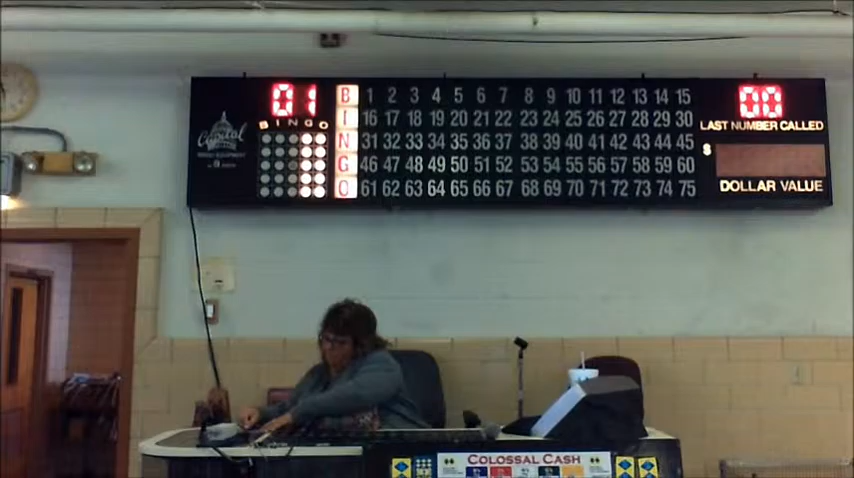 01
BINGO
Capitol
B 1 2 3 4 5 6 7 8 9 10 11 12 13 14 15
I 16 17 18 19 20 21 22 23 24 25 26 27 28 29 30
N 31 32 33 34 35 36 37 38 39 40 41 42 43 44 45
G 46 47 48 49 50 51 52 53 54 55 56 57 58 59 60
O 61 62 63 64 65 66 67 68 69 70 71 72 73 74 75
00
LAST NUMBER CALLED
$
DOLLAR VALUE
COLOSSAL CASH